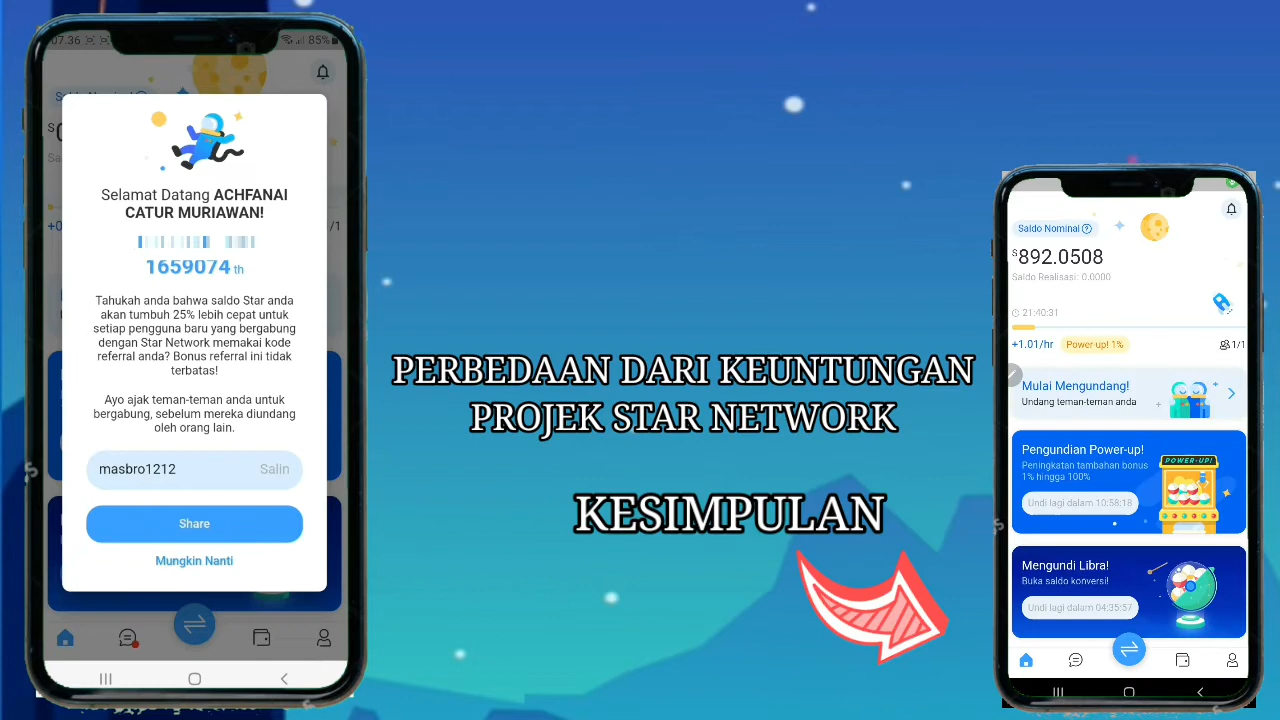 07.36
85%
Selamat Datang ACHFANAI
CATUR MURIAWAN!
1659074 th
Tahukah anda bahwa saldo Star anda
akan tumbuh 25% lebih cepat untuk
setiap pengguna baru yang bergabung
dengan Star Network memakai kode
referral anda? Bonus referral ini tidak
terbatas!
Ayo ajak teman-teman anda untuk
bergabung, sebelum mereka diundang
oleh orang lain.
masbro1212 Salin
Share
Mungkin Nanti
PERBEDAAN DARI KEUNTUNGAN
PROJEK STAR NETWORK
KESIMPULAN
Saldo Nominal ?
S892.0508
Saldo Realisasi: 0.0000
21:40:31
+1.01/hr Power-up! 1% 1/1
Mulai Mengundang!
Undang teman-teman anda
Pengundian Power-up!
Peningkatan tambahan bonus
1% hingga 100%
Undi lagi dalam 10:58:18
POWER-UP!
Mengundi Libra!
Buka saldo konversi!
Undi lagi dalam 04:35:57